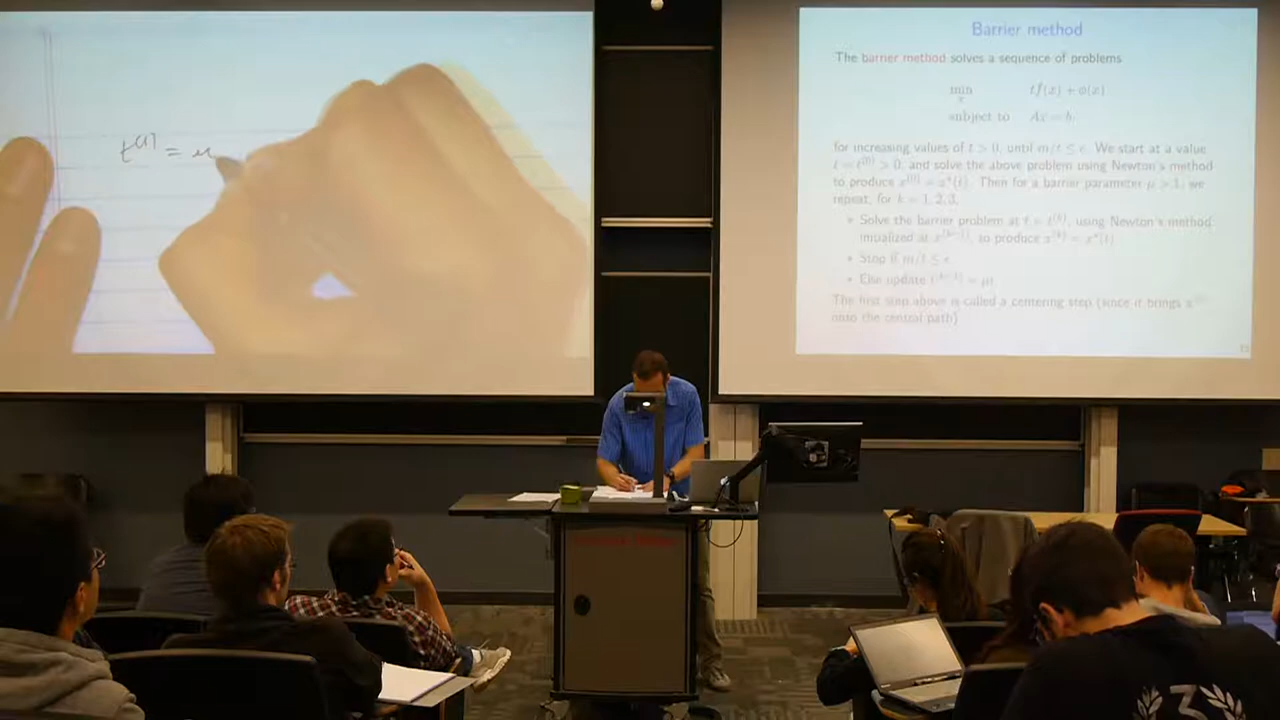 t⁽¹⁾ = μ
Barrier method
The barrier method solves a sequence of problems
min tf(x) + φ(x)
x
subject to Ax = b
for increasing values of t > 0, until m/t ≤ ε. We start at a value
t = t⁽⁰⁾ > 0, and solve the above problem using Newton's method
to produce x⁽⁰⁾ = x*(t). Then for a barrier parameter μ > 1, we
repeat, for k = 1, 2, 3,
• Solve the barrier problem at t = t⁽ᵏ⁾, using Newton's method
initialized at x⁽ᵏ⁻¹⁾, to produce x⁽ᵏ⁾ = x*(t)
• Stop if m/t ≤ ε
• Else update t⁽ᵏ⁺¹⁾ = μt
The first step above is called a centering step (since it brings x⁽ᵏ⁾
onto the central path)
3